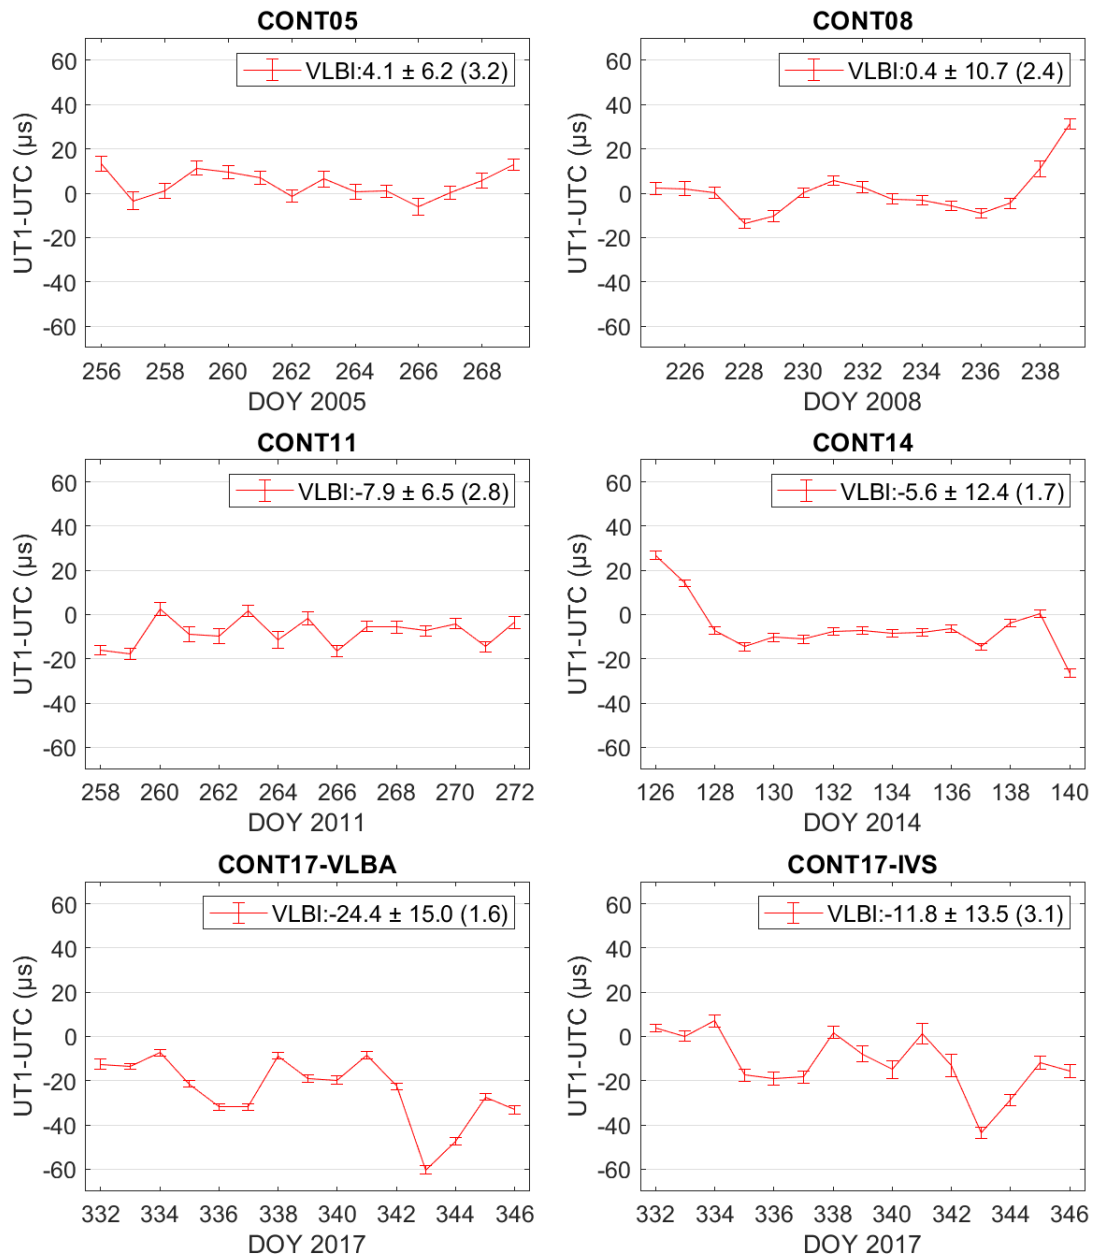 CONT05
VLBI:4.1 ± 6.2 (3.2)
60
40
20
0
-20
-40
-60
UT1-UTC (µs)
256 258 260 262 264 266 268
DOY 2005
CONT08
VLBI:0.4 ± 10.7 (2.4)
60
40
20
0
-20
-40
-60
UT1-UTC (µs)
226 228 230 232 234 236 238
DOY 2008
CONT11
VLBI:-7.9 ± 6.5 (2.8)
60
40
20
0
-20
-40
-60
UT1-UTC (µs)
258 260 262 264 266 268 270 272
DOY 2011
CONT14
VLBI:-5.6 ± 12.4 (1.7)
60
40
20
0
-20
-40
-60
UT1-UTC (µs)
126 128 130 132 134 136 138 140
DOY 2014
CONT17-VLBA
VLBI:-24.4 ± 15.0 (1.6)
60
40
20
0
-20
-40
-60
UT1-UTC (µs)
332 334 336 338 340 342 344 346
DOY 2017
CONT17-IVS
VLBI:-11.8 ± 13.5 (3.1)
60
40
20
0
-20
-40
-60
UT1-UTC (µs)
332 334 336 338 340 342 344 346
DOY 2017